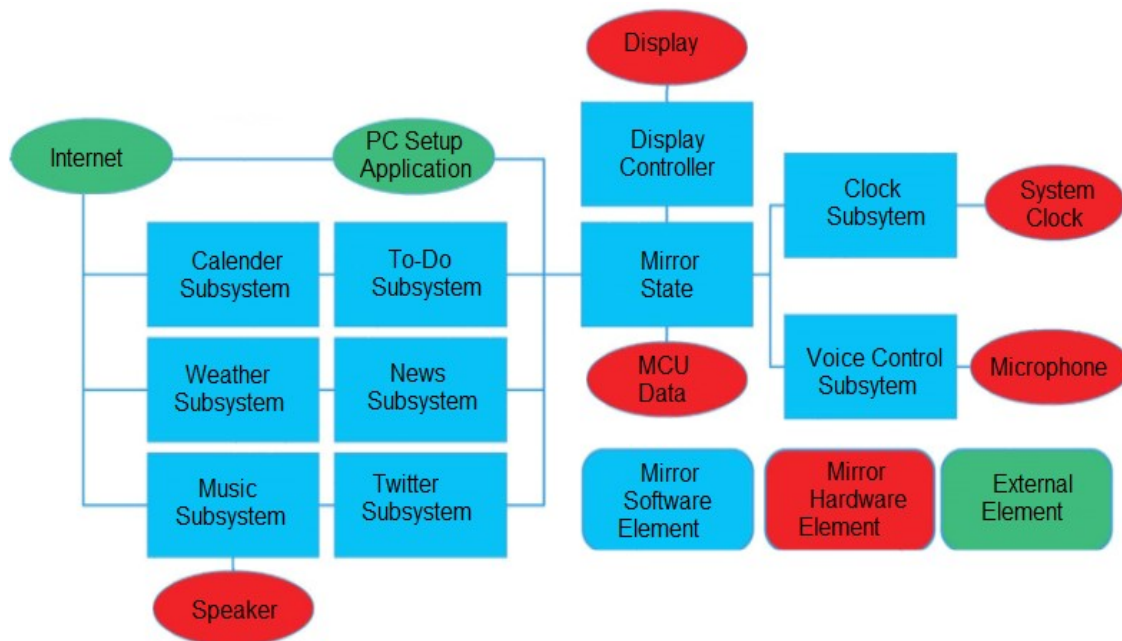 Display
Internet
PC Setup
Application
Display
Controller
Clock
Subsytem
System
Clock
Calender
Subsystem
To-Do
Subsystem
Mirror
State
Weather
Subsystem
News
Subsystem
MCU
Data
Voice Control
Subsytem
Microphone
Music
Subsystem
Twitter
Subsystem
Mirror
Software
Element
Mirror
Hardware
Element
External
Element
Speaker